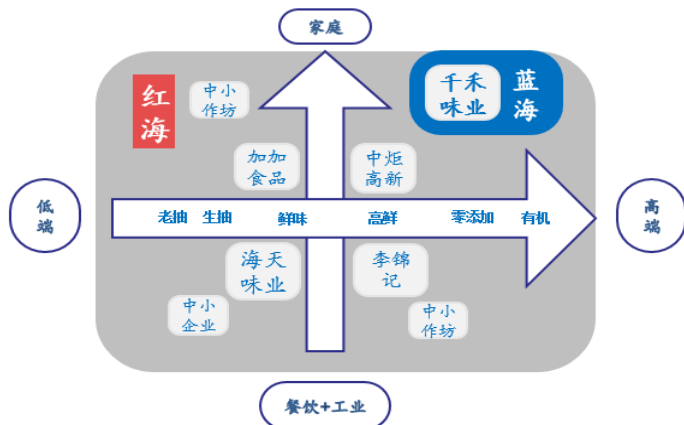 家庭
红
海
中小
作坊
千禾
味业
蓝
海
加加
食品
中炬
高新
低
端
老抽 生抽 鲜味 高鲜 零添加 有机
高
端
海天
味业
李锦
记
中小
企业
中小
作坊
餐饮+工业